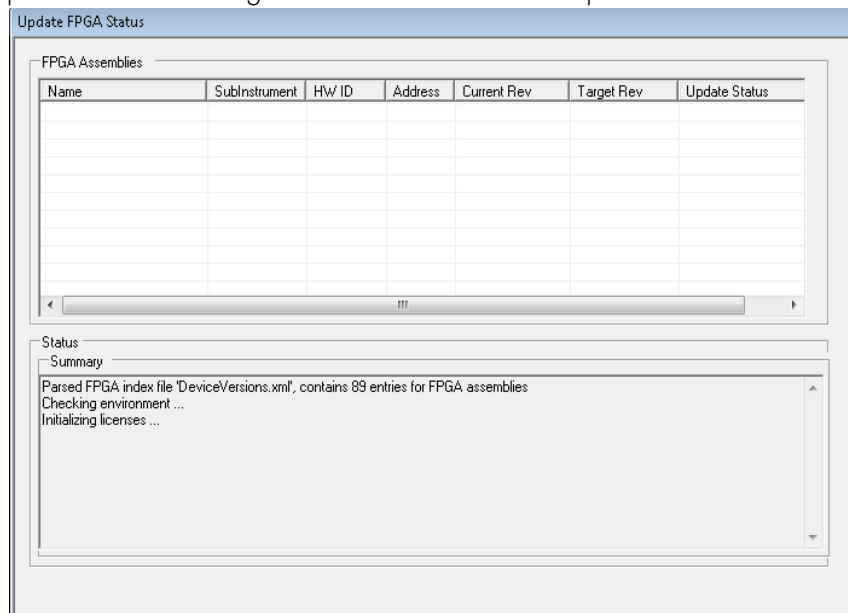 Update FPGA Status
FPGA Assemblies
Name SubInstrument HW ID Address Current Rev Target Rev Update Status
Status
Summary
Parsed FPGA index file 'DeviceVersions.xml', contains 89 entries for FPGA assemblies
Checking environment ...
Initializing licenses ...